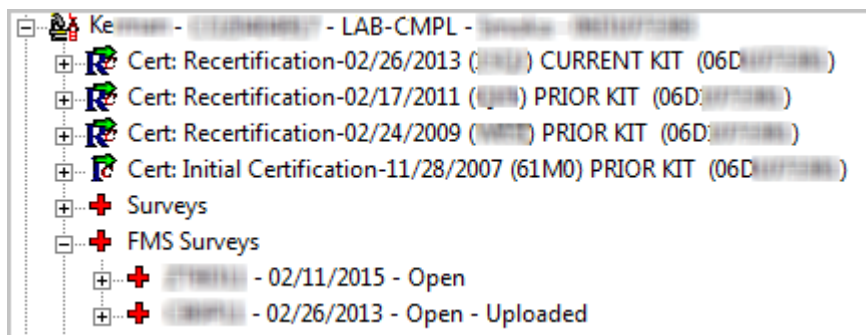 - - LAB-CMPL -
Cert: Recertification-02/26/2013 ( ) CURRENT KIT (06D )
Cert: Recertification-02/17/2011 ( ) PRIOR KIT (06D )
Cert: Recertification-02/24/2009 ( ) PRIOR KIT (06D )
Cert: Initial Certification-11/28/2007 (61M0) PRIOR KIT (06D )
Surveys
FMS Surveys
- 02/11/2015 - Open
- 02/26/2013 - Open - Uploaded